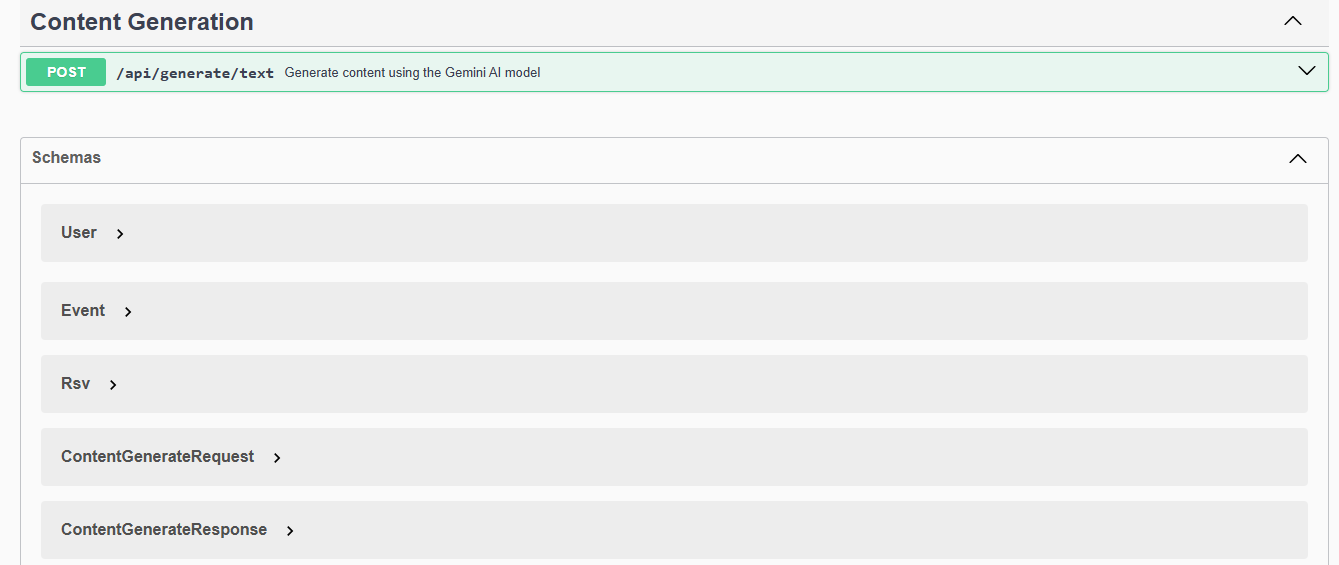 Content Generation
POST /api/generate/text Generate content using the Gemini AI model
Schemas
User
Event
Rsv
ContentGenerateRequest
ContentGenerateResponse